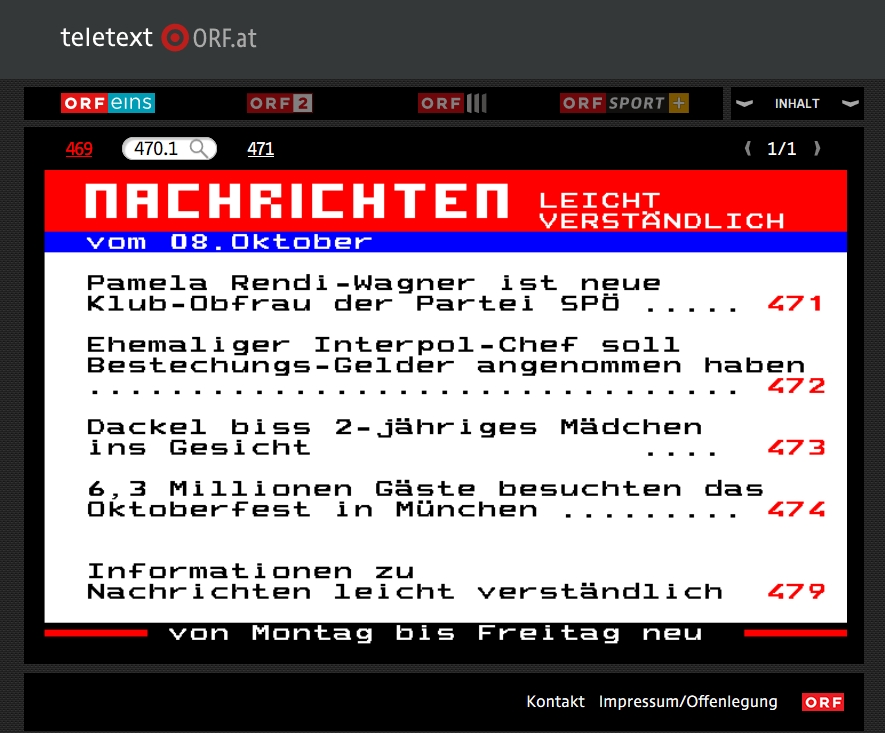 teletext ORF.at
ORF eins ORF 2 ORF III ORF SPORT + INHALT
469 470.1 471 1/1
NACHRICHTEN LEICHT
VERSTÄNDLICH
vom 08.Oktober
Pamela Rendi-Wagner ist neue
Klub-Obfrau der Partei SPÖ ..... 471
Ehemaliger Interpol-Chef soll
Bestechungs-Gelder angenommen haben
................................ 472
Dackel biss 2-jähriges Mädchen
ins Gesicht .... 473
6,3 Millionen Gäste besuchten das
Oktoberfest in München ......... 474
Informationen zu
Nachrichten leicht verständlich 479
von Montag bis Freitag neu
Kontakt Impressum/Offenlegung ORF